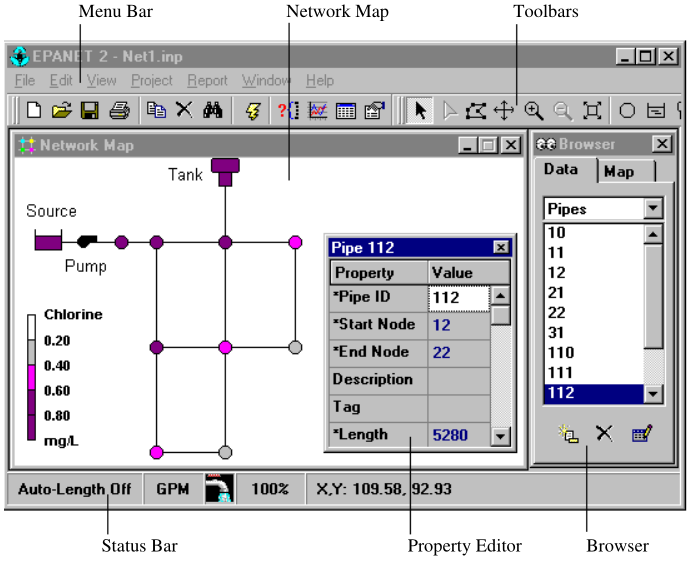 Menu Bar Network Map Toolbars
EPANET 2 - Net1.inp
File Edit View Project Report Window Help
Network Map
Browser
Data Map
Tank
Source
Pump
Pipes
10
11
12
21
22
31
110
111
112
Pipe 112
Property Value
*Pipe ID 112
*Start Node 12
*End Node 22
Description
Tag
*Length 5280
Chlorine
0.20
0.40
0.60
0.80
mg/L
Auto-Length Off GPM 100% X,Y: 109.58, 92.93
Status Bar Property Editor Browser